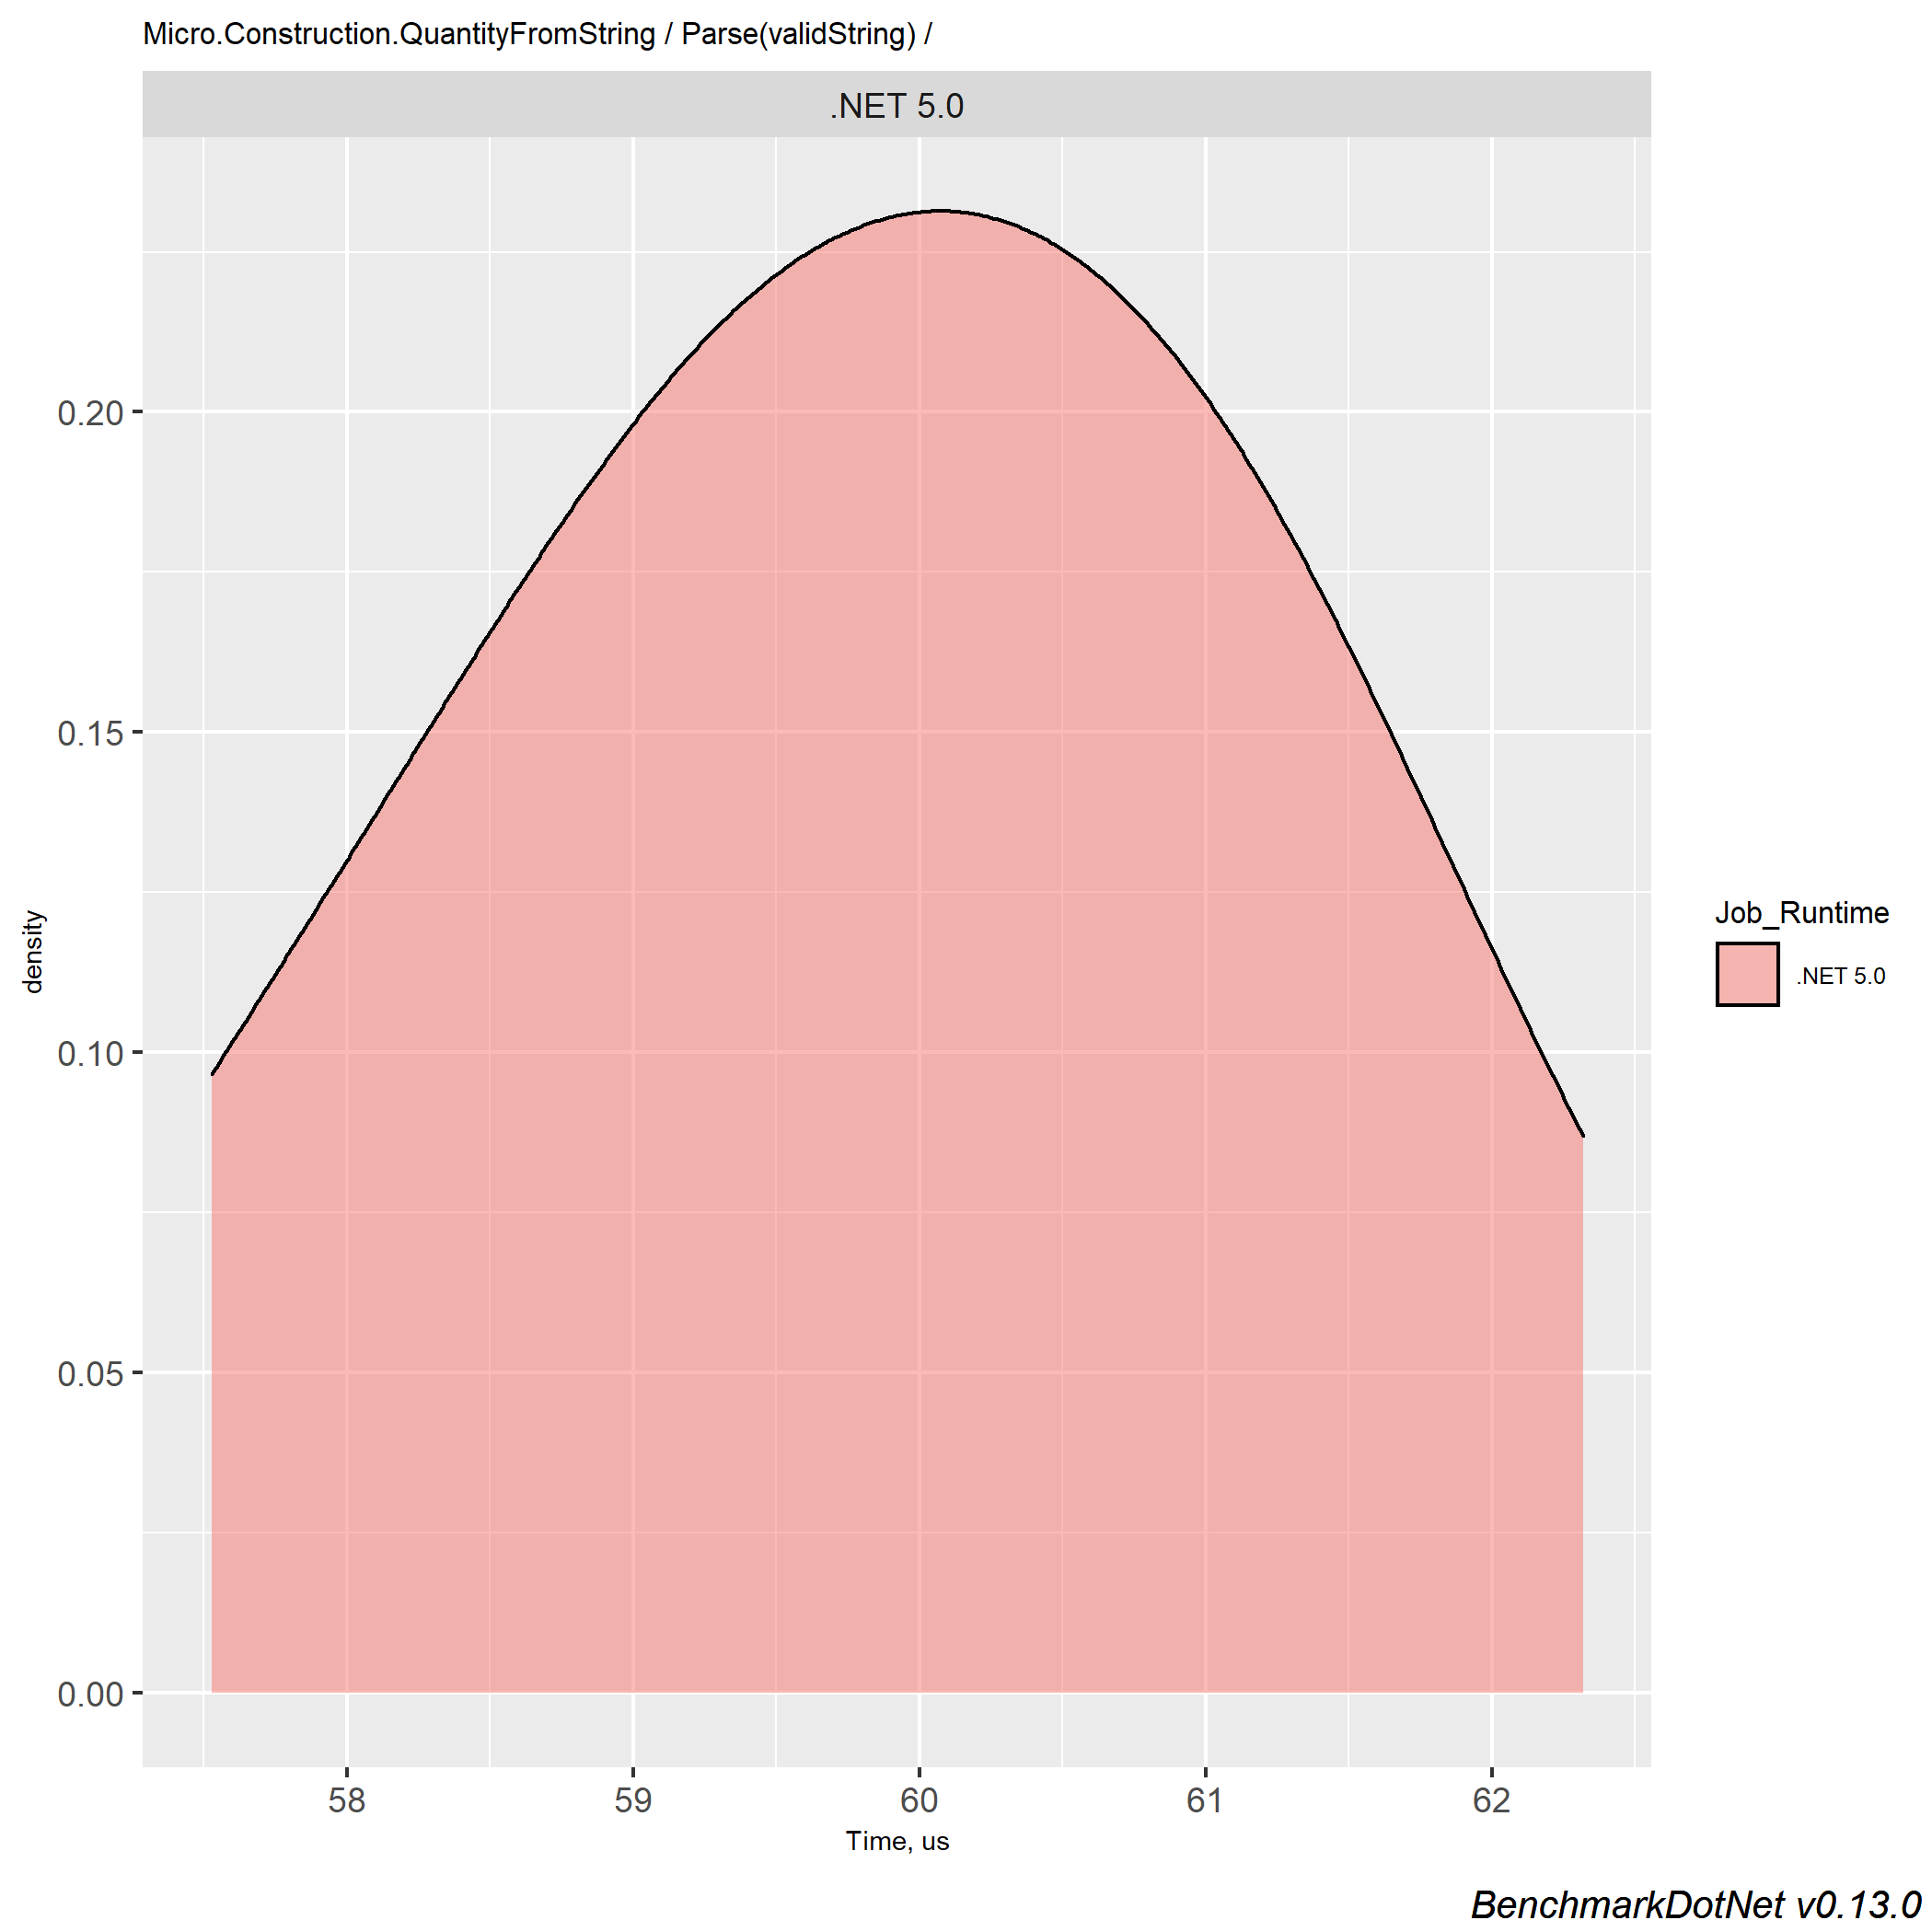 Micro.Construction.QuantityFromString / Parse(validString) /
.NET 5.0
0.20
0.15
0.10
0.05
0.00
density
58 59 60 61 62
Time, us
Job_Runtime
.NET 5.0
BenchmarkDotNet v0.13.0